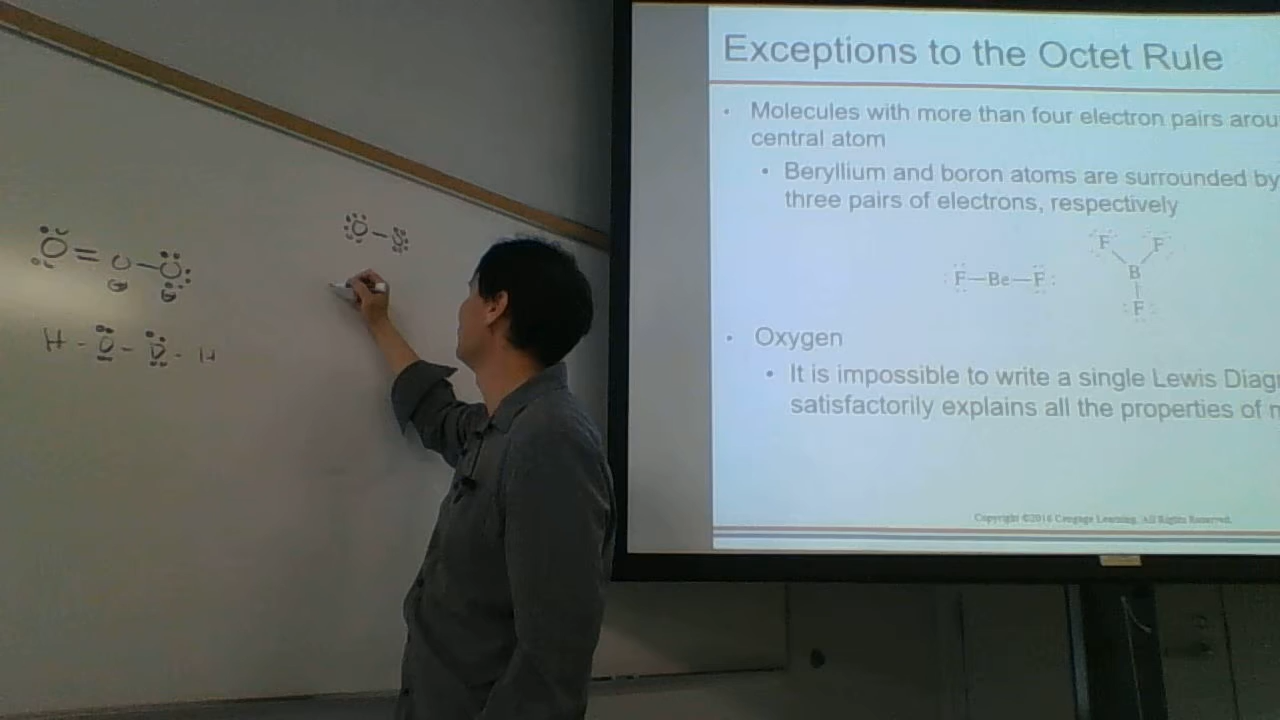 O = C - O
H - O - O - H
O - O
Exceptions to the Octet Rule
• Molecules with more than four electron pairs arou
central atom
• Beryllium and boron atoms are surrounded by
three pairs of electrons, respectively
F F
:F—Be—F: B
F
• Oxygen
• It is impossible to write a single Lewis Diag
satisfactorily explains all the properties of
Copyright ©2016 Cengage Learning. All Rights Reserved.